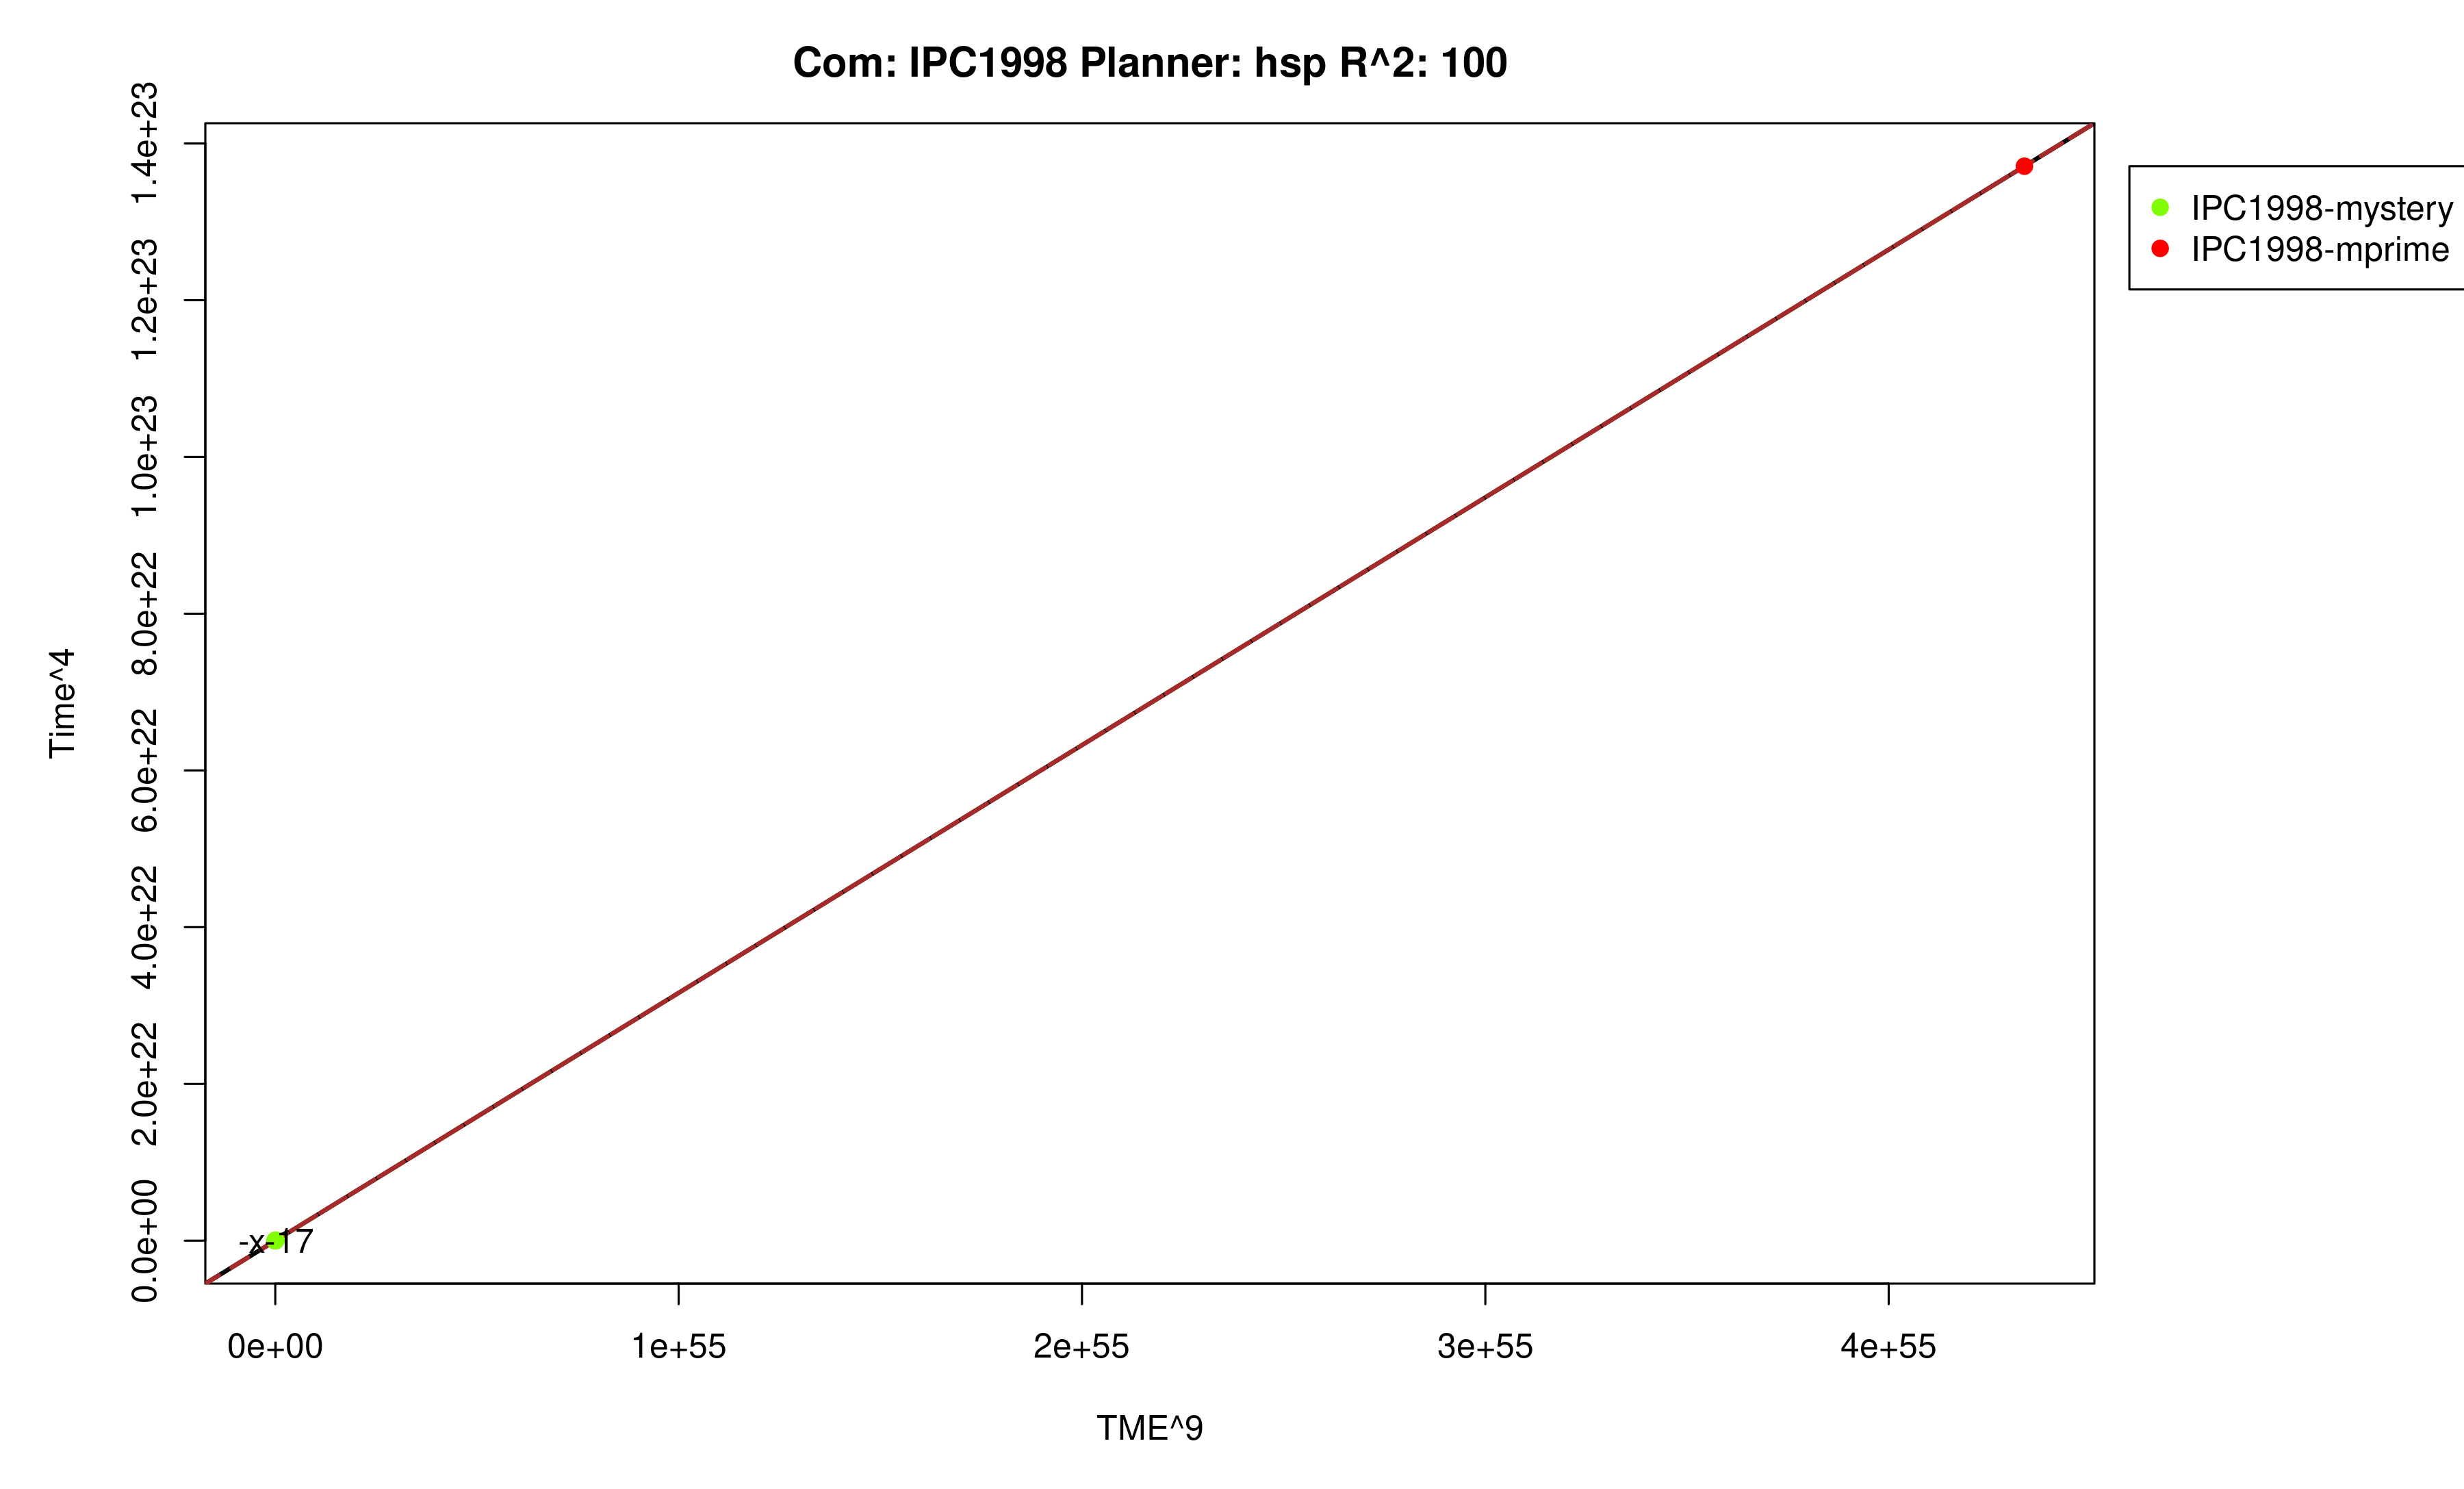 Com: IPC1998 Planner: hsp R^2: 100
1.4e+23
1.2e+23
1.0e+23
8.0e+22
6.0e+22
4.0e+22
2.0e+22
0.0e+00
Time^4
IPC1998-mystery
IPC1998-mprime
-x-17
0e+00
1e+55
2e+55
3e+55
4e+55
TME^9